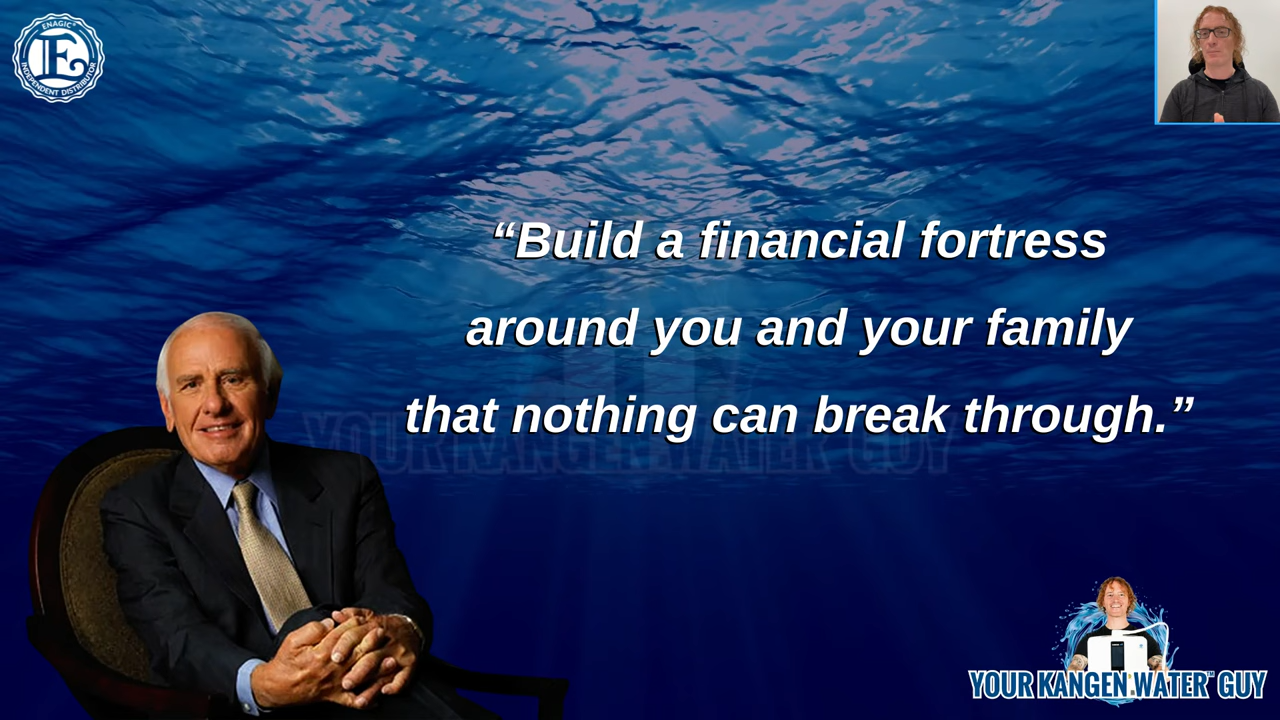 ENAGIC®
E
INDEPENDENT DISTRIBUTOR
“Build a financial fortress
around you and your family
that nothing can break through.”
YOUR KANGEN WATER GUY
YOUR KANGEN WATER™ GUY